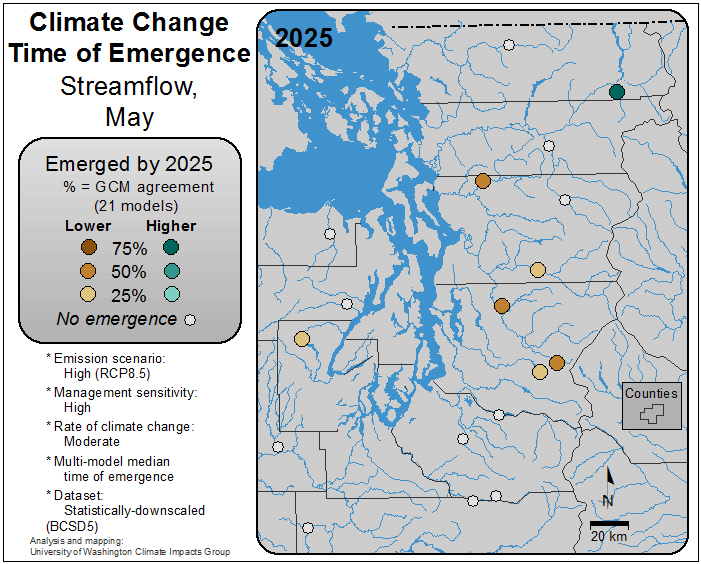 Climate Change
Time of Emergence
Streamflow,
May
Emerged by 2025
% = GCM agreement
(21 models)
Lower Higher
75%
50%
25%
No emergence
* Emission scenario:
High (RCP8.5)
* Management sensitivity:
High
* Rate of climate change:
Moderate
* Multi-model median
time of emergence
* Dataset:
Statistically-downscaled
(BCSD5)
Analysis and mapping:
University of Washington Climate Impacts Group
2025
Counties
N
20 km